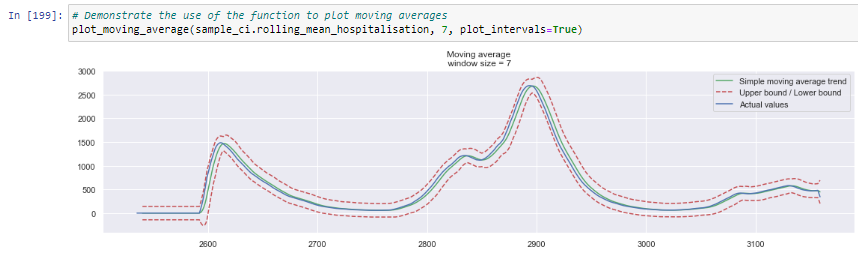 In [199]: # Demonstrate the use of the function to plot moving averages
plot_moving_average(sample_ci.rolling_mean_hospitalisation, 7, plot_intervals=True)
Moving average
window size = 7
3000
2500
2000
1500
1000
500
0
Simple moving average trend
Upper bound / Lower bound
Actual values
2600 2700 2800 2900 3000 3100